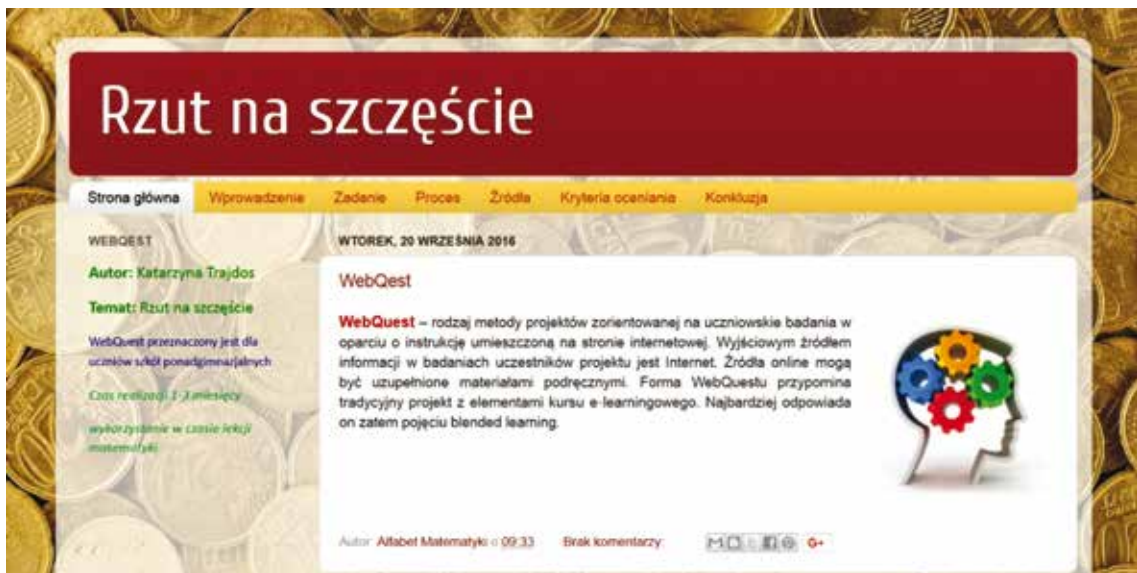 Rzut na szczęście
Strona główna Wprowadzenie Zadanie Proces Źródła Kryteria oceniania Konkluzja
WEBQEST
Autor: Katarzyna Trajdos
Temat: Rzut na szczęście
WebQuest przeznaczony jest dla
uczniów szkół ponadgimnazjalnych
Czas realizacji 1-3 miesięcy
wykorzystanie w czasie lekcji
matematyki
WTOREK, 20 WRZEŚNIA 2016
WebQest
WebQuest – rodzaj metody projektów zorientowanej na uczniowskie badania w
oparciu o instrukcję umieszczoną na stronie internetowej. Wyjściowym źródłem
informacji w badaniach uczestników projektu jest Internet. Źródła online mogą
być uzupełnione materiałami podręcznymi. Forma WebQuestu przypomina
tradycyjny projekt z elementami kursu e-learningowego. Najbardziej odpowiada
on zatem pojęciu blended learning.
Autor: Alfabet Matematyki o 09:33 Brak komentarzy: G+